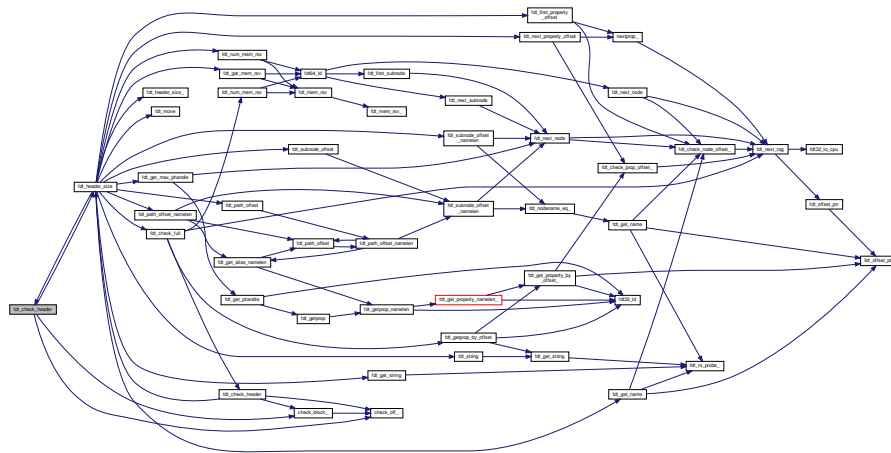 fdt_first_property
_offset
fdt_next_property_offset
nextprop_
fdt_num_mem_rsv
fdt_get_mem_rsv
fdt64_ld
fdt_first_subnode
fdt_header_size_
fdt_num_mem_rsv
fdt_mem_rsv
fdt_next_node
fdt_next_subnode
fdt_move
fdt_mem_rsv_
fdt_subnode_offset
_namelen
fdt_next_node
fdt_subnode_offset
fdt_check_node_offset_
fdt_next_tag
fdt32_to_cpu
fdt_check_prop_offset_
fdt_get_max_phandle
fdt_header_size
fdt_path_offset
fdt_subnode_offset
_namelen
fdt_nodename_eq_
fdt_offset_ptr
fdt_path_offset_namelen
fdt_get_name
fdt_check_full
fdt_path_offset
fdt_path_offset_namelen
fdt_get_alias_namelen
fdt_get_property_by
_offset_
fdt_get_phandle
fdt_get_property_namelen_
fdt32_ld
fdt_check_header
fdt_getprop
fdt_getprop_namelen
fdt_getprop_by_offset
fdt_string
fdt_get_string
fdt_ro_probe_
fdt_get_string
fdt_check_header
fdt_get_name
check_block_
check_off_